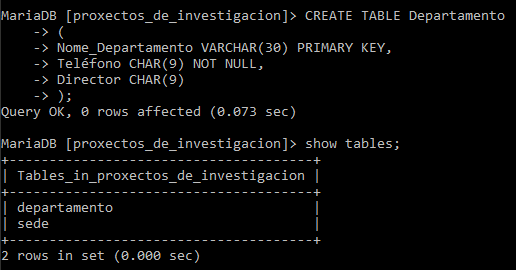 MariaDB [proxectos_de_investigacion]> CREATE TABLE Departamento
    -> (
    -> Nome_Departamento VARCHAR(30) PRIMARY KEY,
    -> Teléfono CHAR(9) NOT NULL,
    -> Director CHAR(9)
    -> );
Query OK, 0 rows affected (0.073 sec)

MariaDB [proxectos_de_investigacion]> show tables;
+--------------------------------------+
| Tables_in_proxectos_de_investigacion |
+--------------------------------------+
| departamento                         |
| sede                                 |
+--------------------------------------+
2 rows in set (0.000 sec)